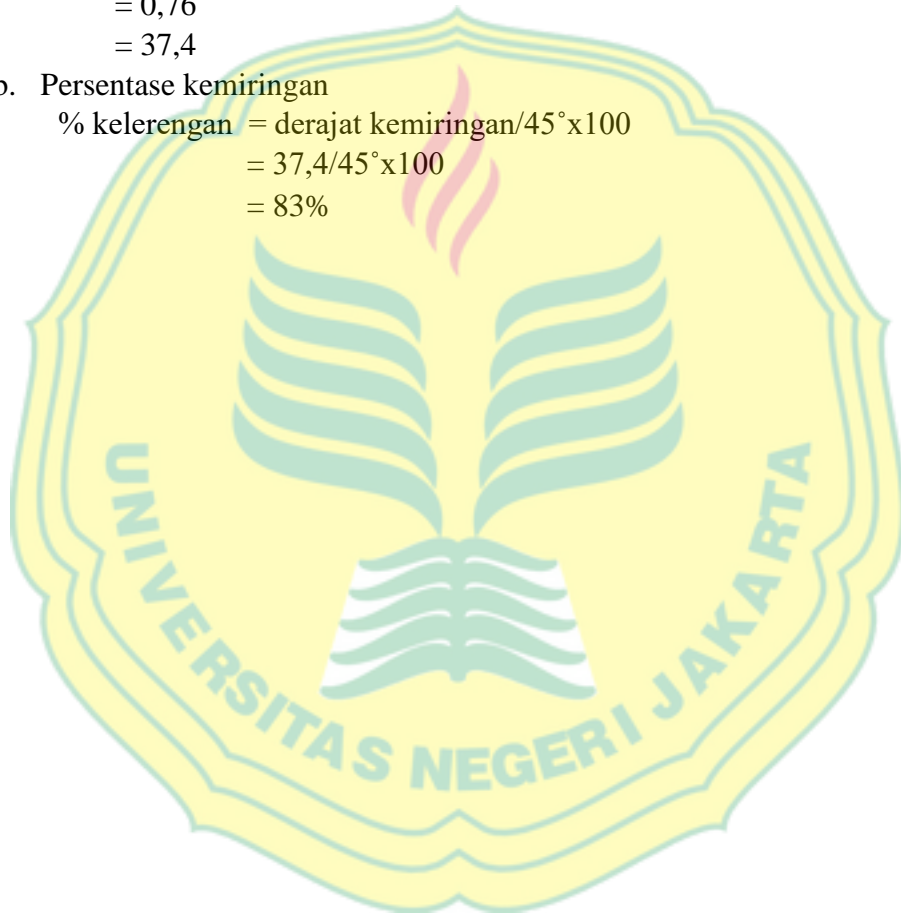 = 0,76
= 37,4
b. Persentase kemiringan
% kelerengan = derajat kemiringan/45˚x100
= 37,4/45˚x100
= 83%
UNIVERSITAS NEGERI JAKARTA